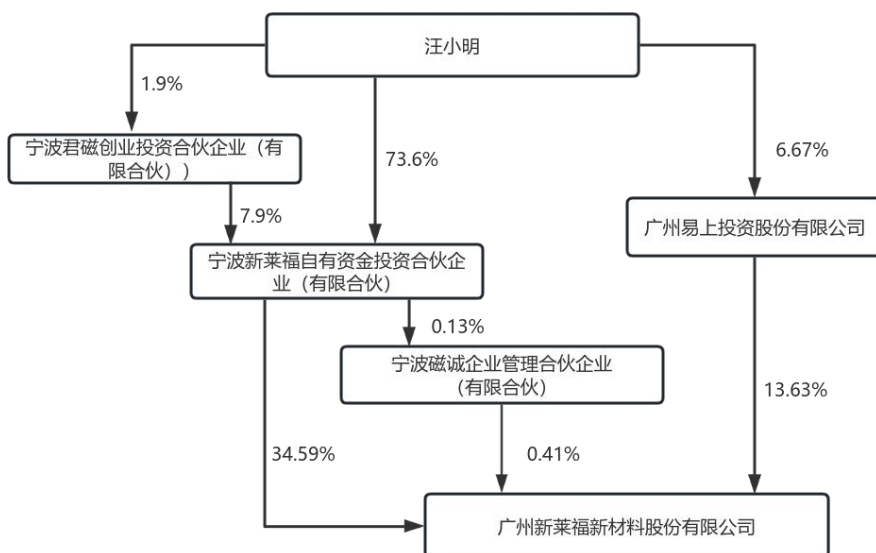 汪小明
1.9%
宁波君磁创业投资合伙企业（有
限合伙））
73.6%
6.67%
7.9%
广州易上投资股份有限公司
宁波新莱福自有资金投资合伙企
业（有限合伙）
0.13%
宁波磁诚企业管理合伙企业
（有限合伙）
13.63%
34.59%
0.41%
广州新莱福新材料股份有限公司